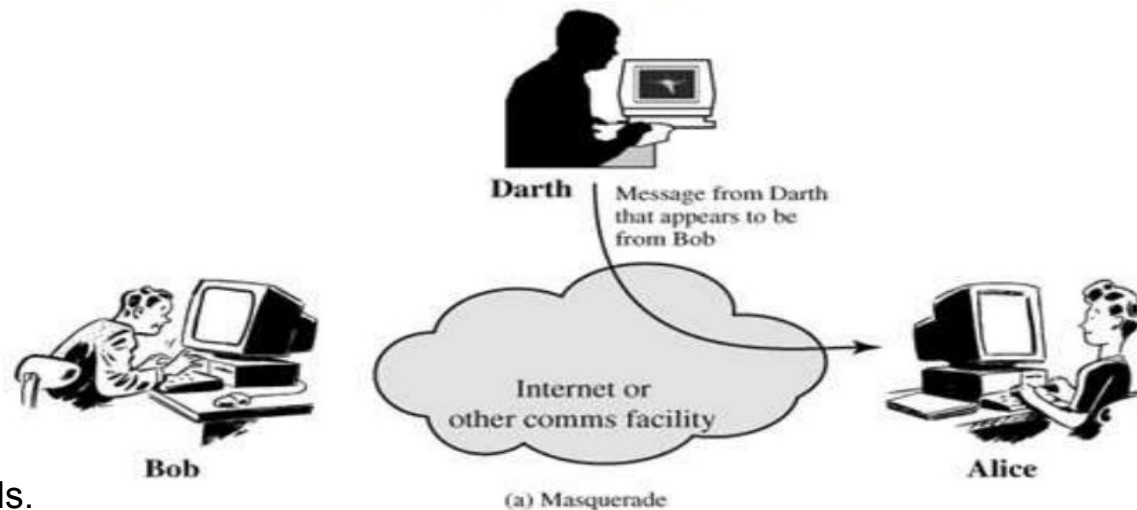 Darth
Message from Darth
that appears to be
from Bob
Internet or
other comms facility
Bob
Alice
ls.
(a) Masquerade